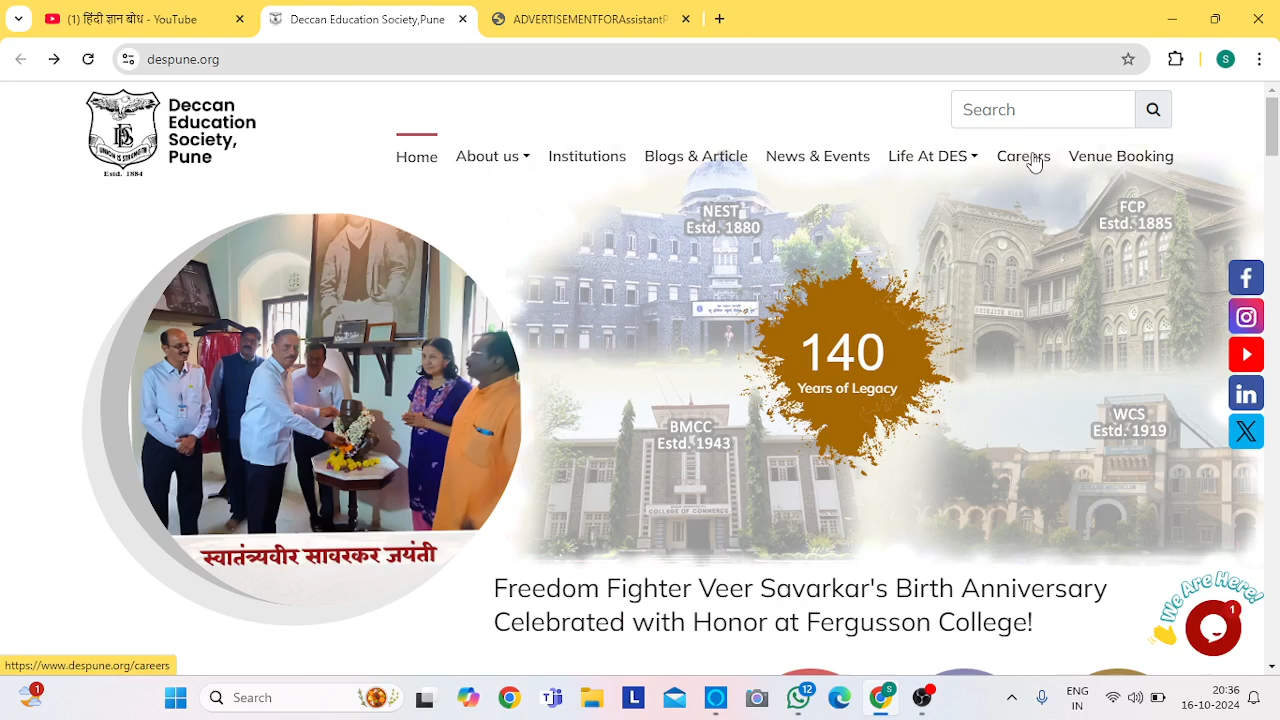 (1) हिंदी ज्ञान बोध - YouTube
Deccan Education Society,Pune
ADVERTISEMENTFORAssistantP
despune.org
S
Deccan
Education
Society,
Pune
Estd. 1884
Search
Home
About us
Institutions
Blogs & Article
News & Events
Life At DES
Careers
Venue Booking
NEST
Estd. 1880
FCP
Estd. 1885
140
Years of Legacy
BMCC
Estd. 1943
WCS
Estd. 1919
COLLEGE OF COMMERCE
स्वातंत्र्यवीर सावरकर जयंती
Freedom Fighter Veer Savarkar's Birth Anniversary
Celebrated with Honor at Fergusson College!
We Are Here!
1
https://www.despune.org/careers
1
Search
12
S
ENG
IN
20:36
16-10-2024